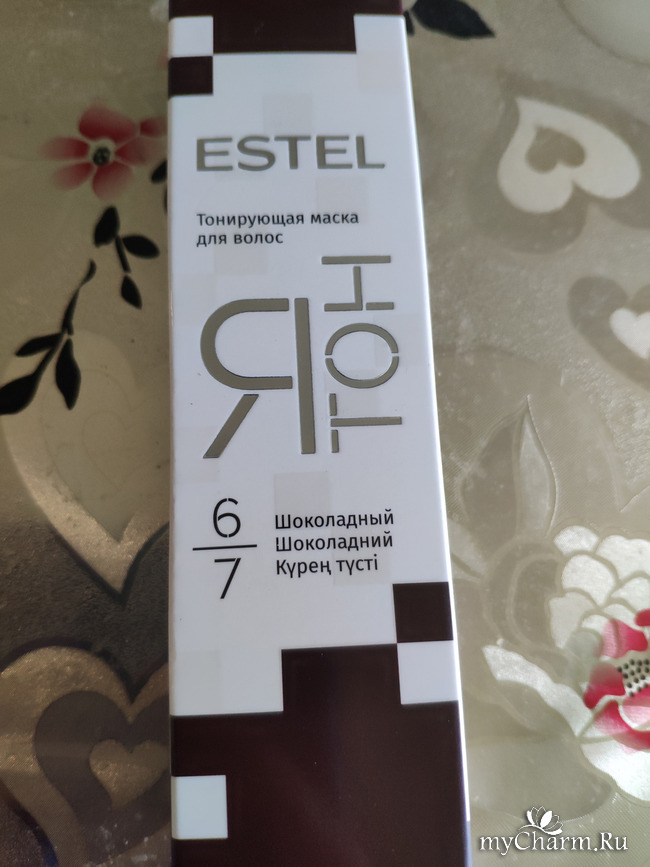 ESTEL
Тонирующая маска
для волос
Я ТОН
6
7
Шоколадный
Шоколадний
Күрең түсті
myCharm.Ru